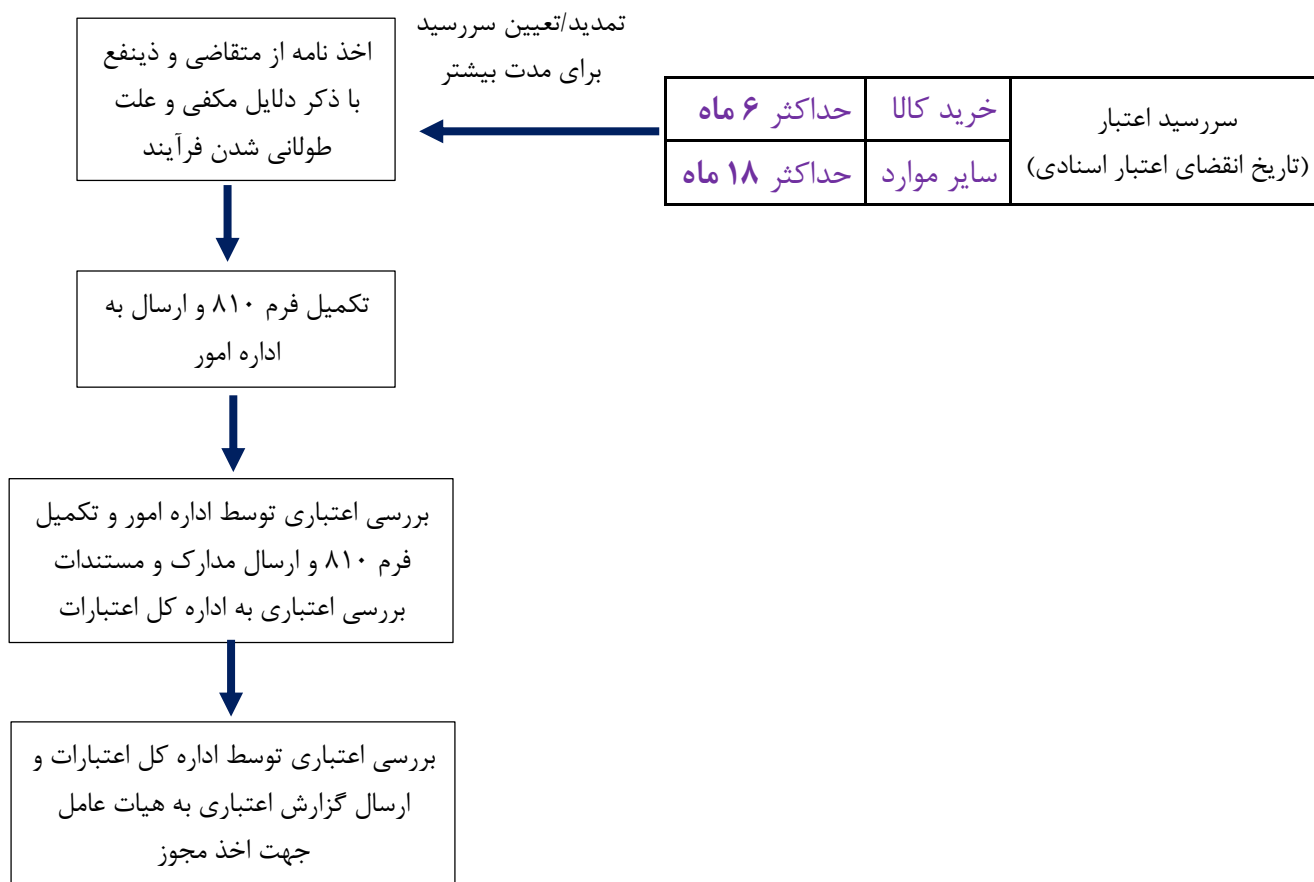 سررسید اعتبار
(تاریخ انقضای اعتبار اسنادی)
خرید کالا
حداکثر ۶ ماه
سایر موارد
حداکثر ۱۸ ماه
تمدید/تعیین سررسید
برای مدت بیشتر
اخذ نامه از متقاضی و ذینفع
با ذکر دلایل مکفی و علت
طولانی شدن فرآیند
تکمیل فرم ۸۱۰ و ارسال به
اداره امور
بررسی اعتباری توسط اداره امور و تکمیل
فرم ۸۱۰ و ارسال مدارک و مستندات
بررسی اعتباری به اداره کل اعتبارات
بررسی اعتباری توسط اداره کل اعتبارات و
ارسال گزارش اعتباری به هیات عامل
جهت اخذ مجوز